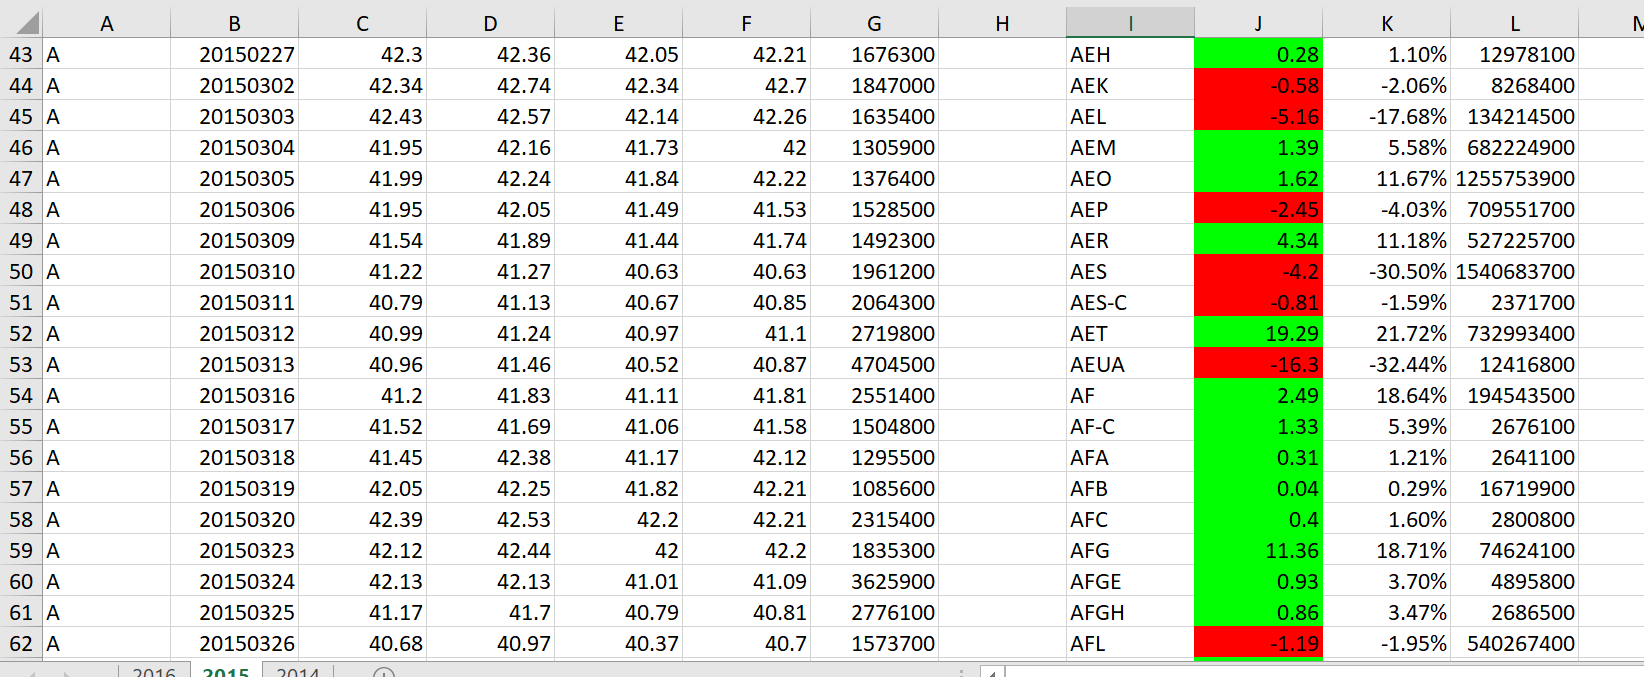 A B C D E F G H I J K L
43 A 20150227 42.3 42.36 42.05 42.21 1676300 AEH 0.28 1.10% 12978100
44 A 20150302 42.34 42.74 42.34 42.7 1847000 AEK -0.58 -2.06% 8268400
45 A 20150303 42.43 42.57 42.14 42.26 1635400 AEL -5.16 -17.68% 134214500
46 A 20150304 41.95 42.16 41.73 42 1305900 AEM 1.39 5.58% 682224900
47 A 20150305 41.99 42.24 41.84 42.22 1376400 AEO 1.62 11.67% 1255753900
48 A 20150306 41.95 42.05 41.49 41.53 1528500 AEP -2.45 -4.03% 709551700
49 A 20150309 41.54 41.89 41.44 41.74 1492300 AER 4.34 11.18% 527225700
50 A 20150310 41.22 41.27 40.63 40.63 1961200 AES -4.2 -30.50% 1540683700
51 A 20150311 40.79 41.13 40.67 40.85 2064300 AES-C -0.81 -1.59% 2371700
52 A 20150312 40.99 41.24 40.97 41.1 2719800 AET 19.29 21.72% 732993400
53 A 20150313 40.96 41.46 40.52 40.87 4704500 AEUA -16.3 -32.44% 12416800
54 A 20150316 41.2 41.83 41.11 41.81 2551400 AF 2.49 18.64% 194543500
55 A 20150317 41.52 41.69 41.06 41.58 1504800 AF-C 1.33 5.39% 2676100
56 A 20150318 41.45 42.38 41.17 42.12 1295500 AFA 0.31 1.21% 2641100
57 A 20150319 42.05 42.25 41.82 42.21 1085600 AFB 0.04 0.29% 16719900
58 A 20150320 42.39 42.53 42.2 42.21 2315400 AFC 0.4 1.60% 2800800
59 A 20150323 42.12 42.44 42 42.2 1835300 AFG 11.36 18.71% 74624100
60 A 20150324 42.13 42.13 41.01 41.09 3625900 AFGE 0.93 3.70% 4895800
61 A 20150325 41.17 41.7 40.79 40.81 2776100 AFGH 0.86 3.47% 2686500
62 A 20150326 40.68 40.97 40.37 40.7 1573700 AFL -1.19 -1.95% 540267400
2016 2015 2014